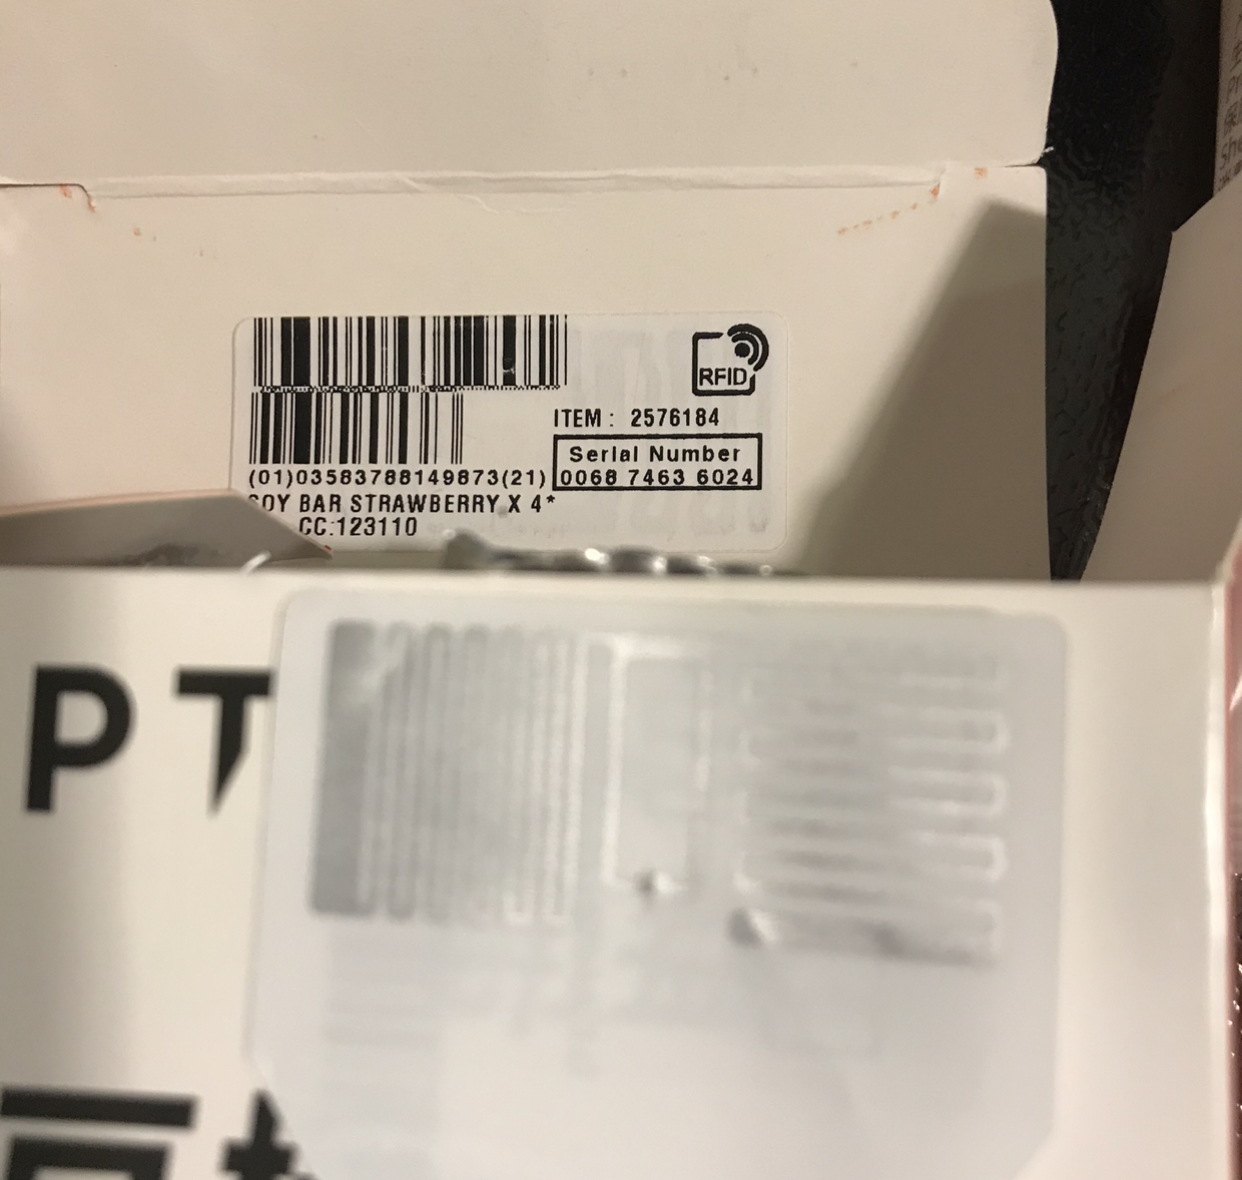 RFID
ITEM : 2576184
Serial Number
(01)03583788149873(21) 0068 7463 6024
SOY BAR STRAWBERRY X 4*
CC:123110
PT